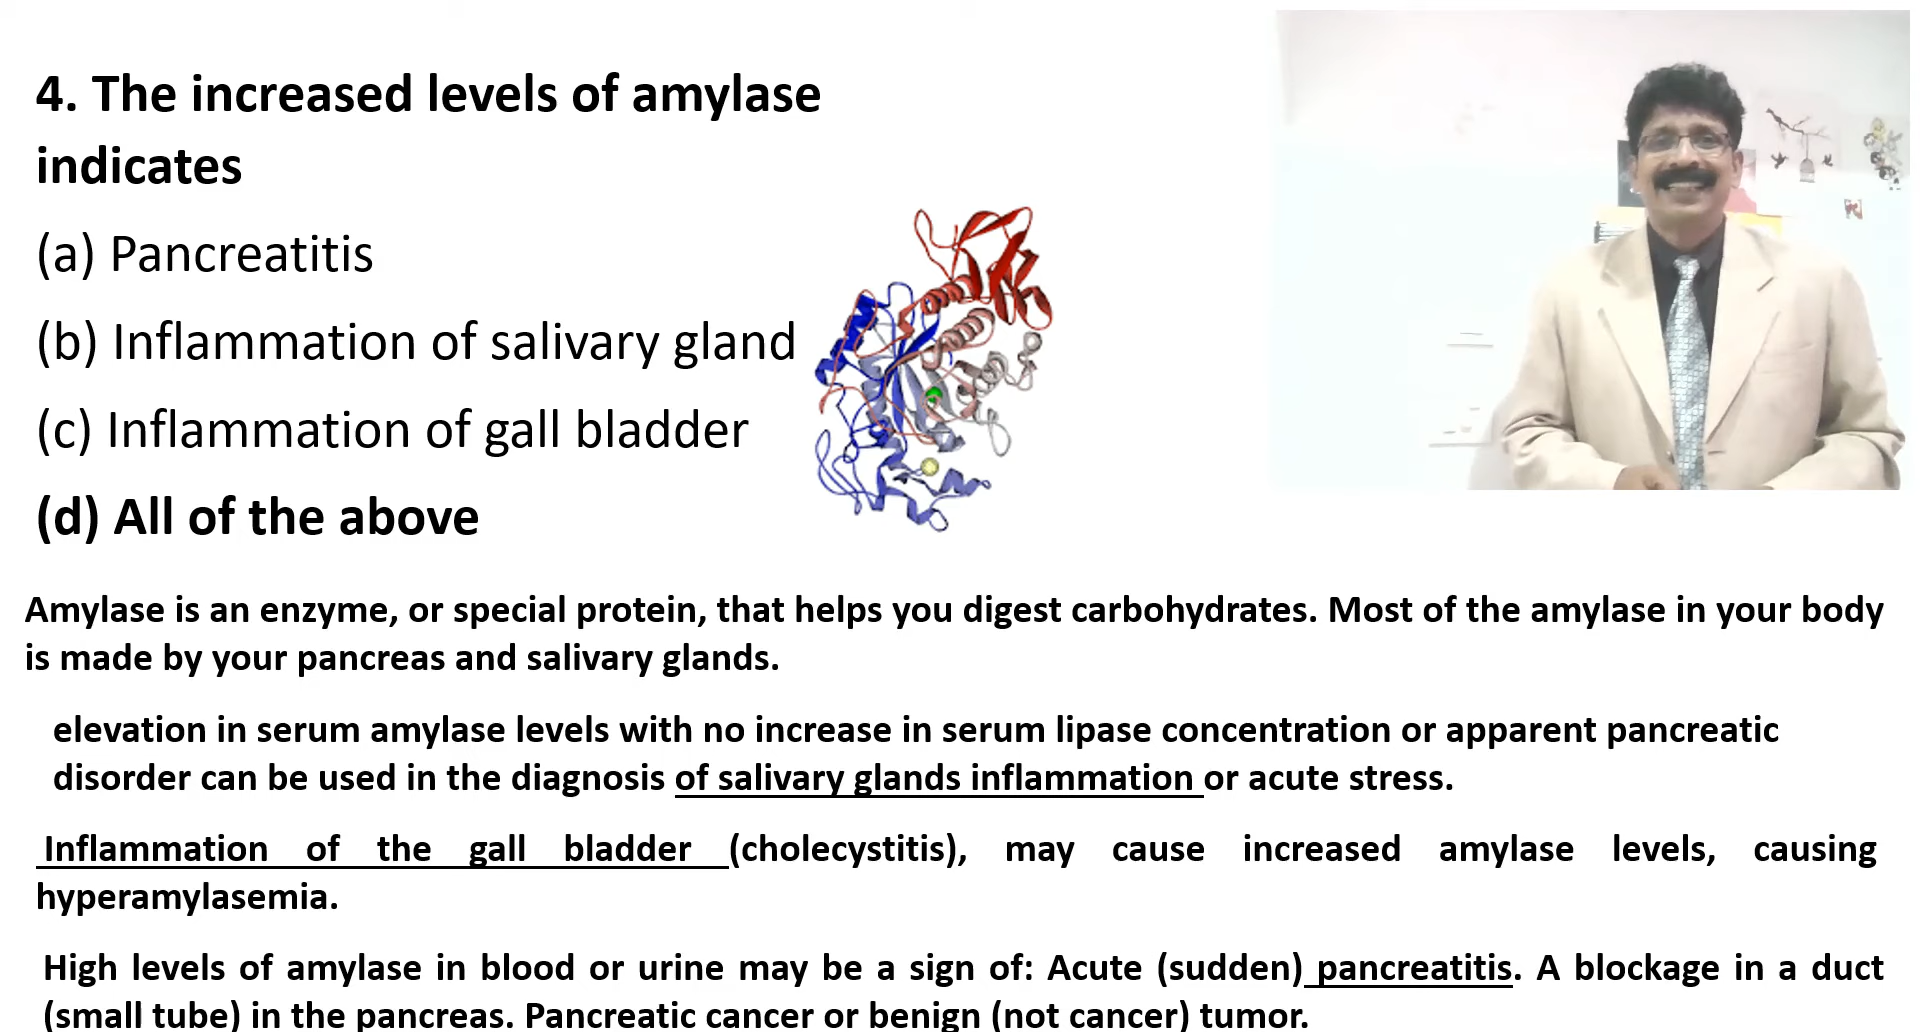 4. The increased levels of amylase
indicates
(a) Pancreatitis
(b) Inflammation of salivary gland
(c) Inflammation of gall bladder
(d) All of the above
Amylase is an enzyme, or special protein, that helps you digest carbohydrates. Most of the amylase in your body
is made by your pancreas and salivary glands.
elevation in serum amylase levels with no increase in serum lipase concentration or apparent pancreatic
disorder can be used in the diagnosis of salivary glands inflammation or acute stress.
Inflammation of the gall bladder (cholecystitis), may cause increased amylase levels, causing
hyperamylasemia.
High levels of amylase in blood or urine may be a sign of: Acute (sudden) pancreatitis. A blockage in a duct
(small tube) in the pancreas. Pancreatic cancer or benign (not cancer) tumor.